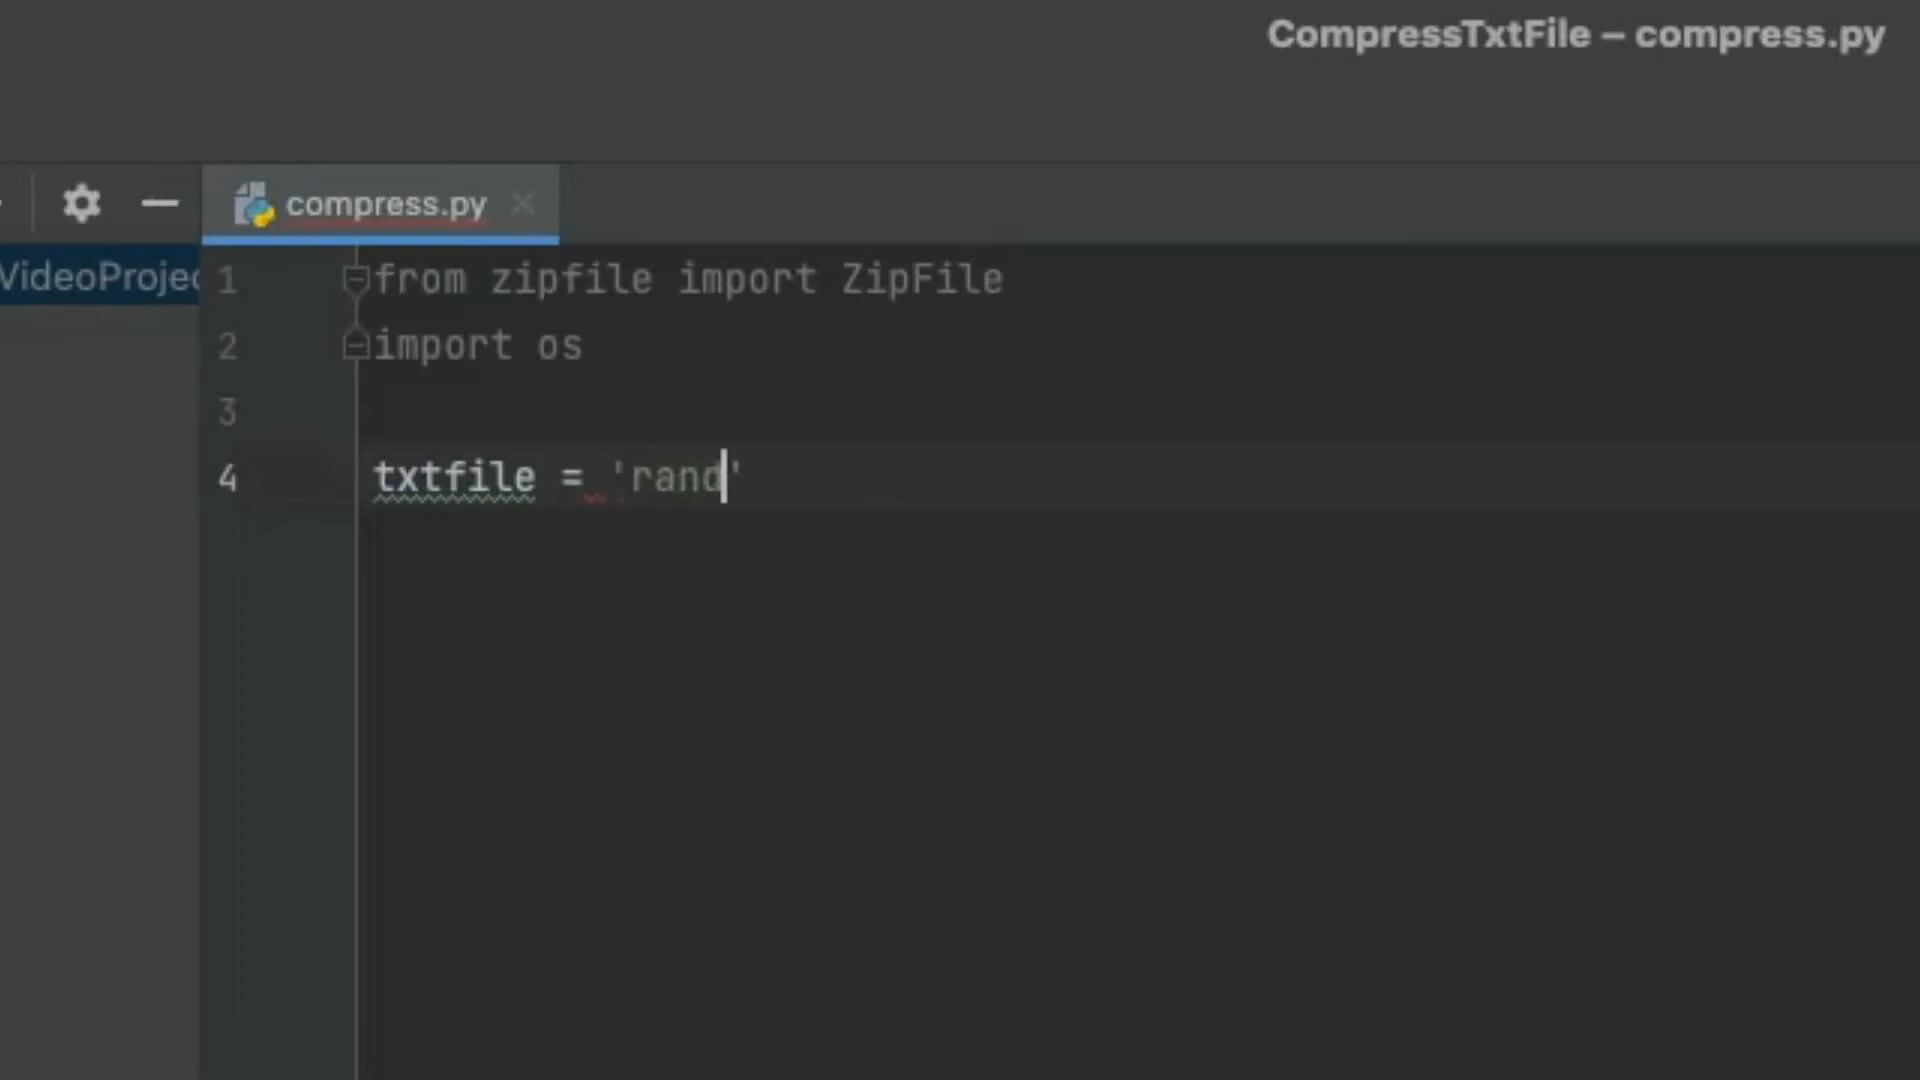 CompressTxtFile – compress.py
compress.py
VideoProjec
1 from zipfile import ZipFile
2 import os
3
4 txtfile = 'rand'